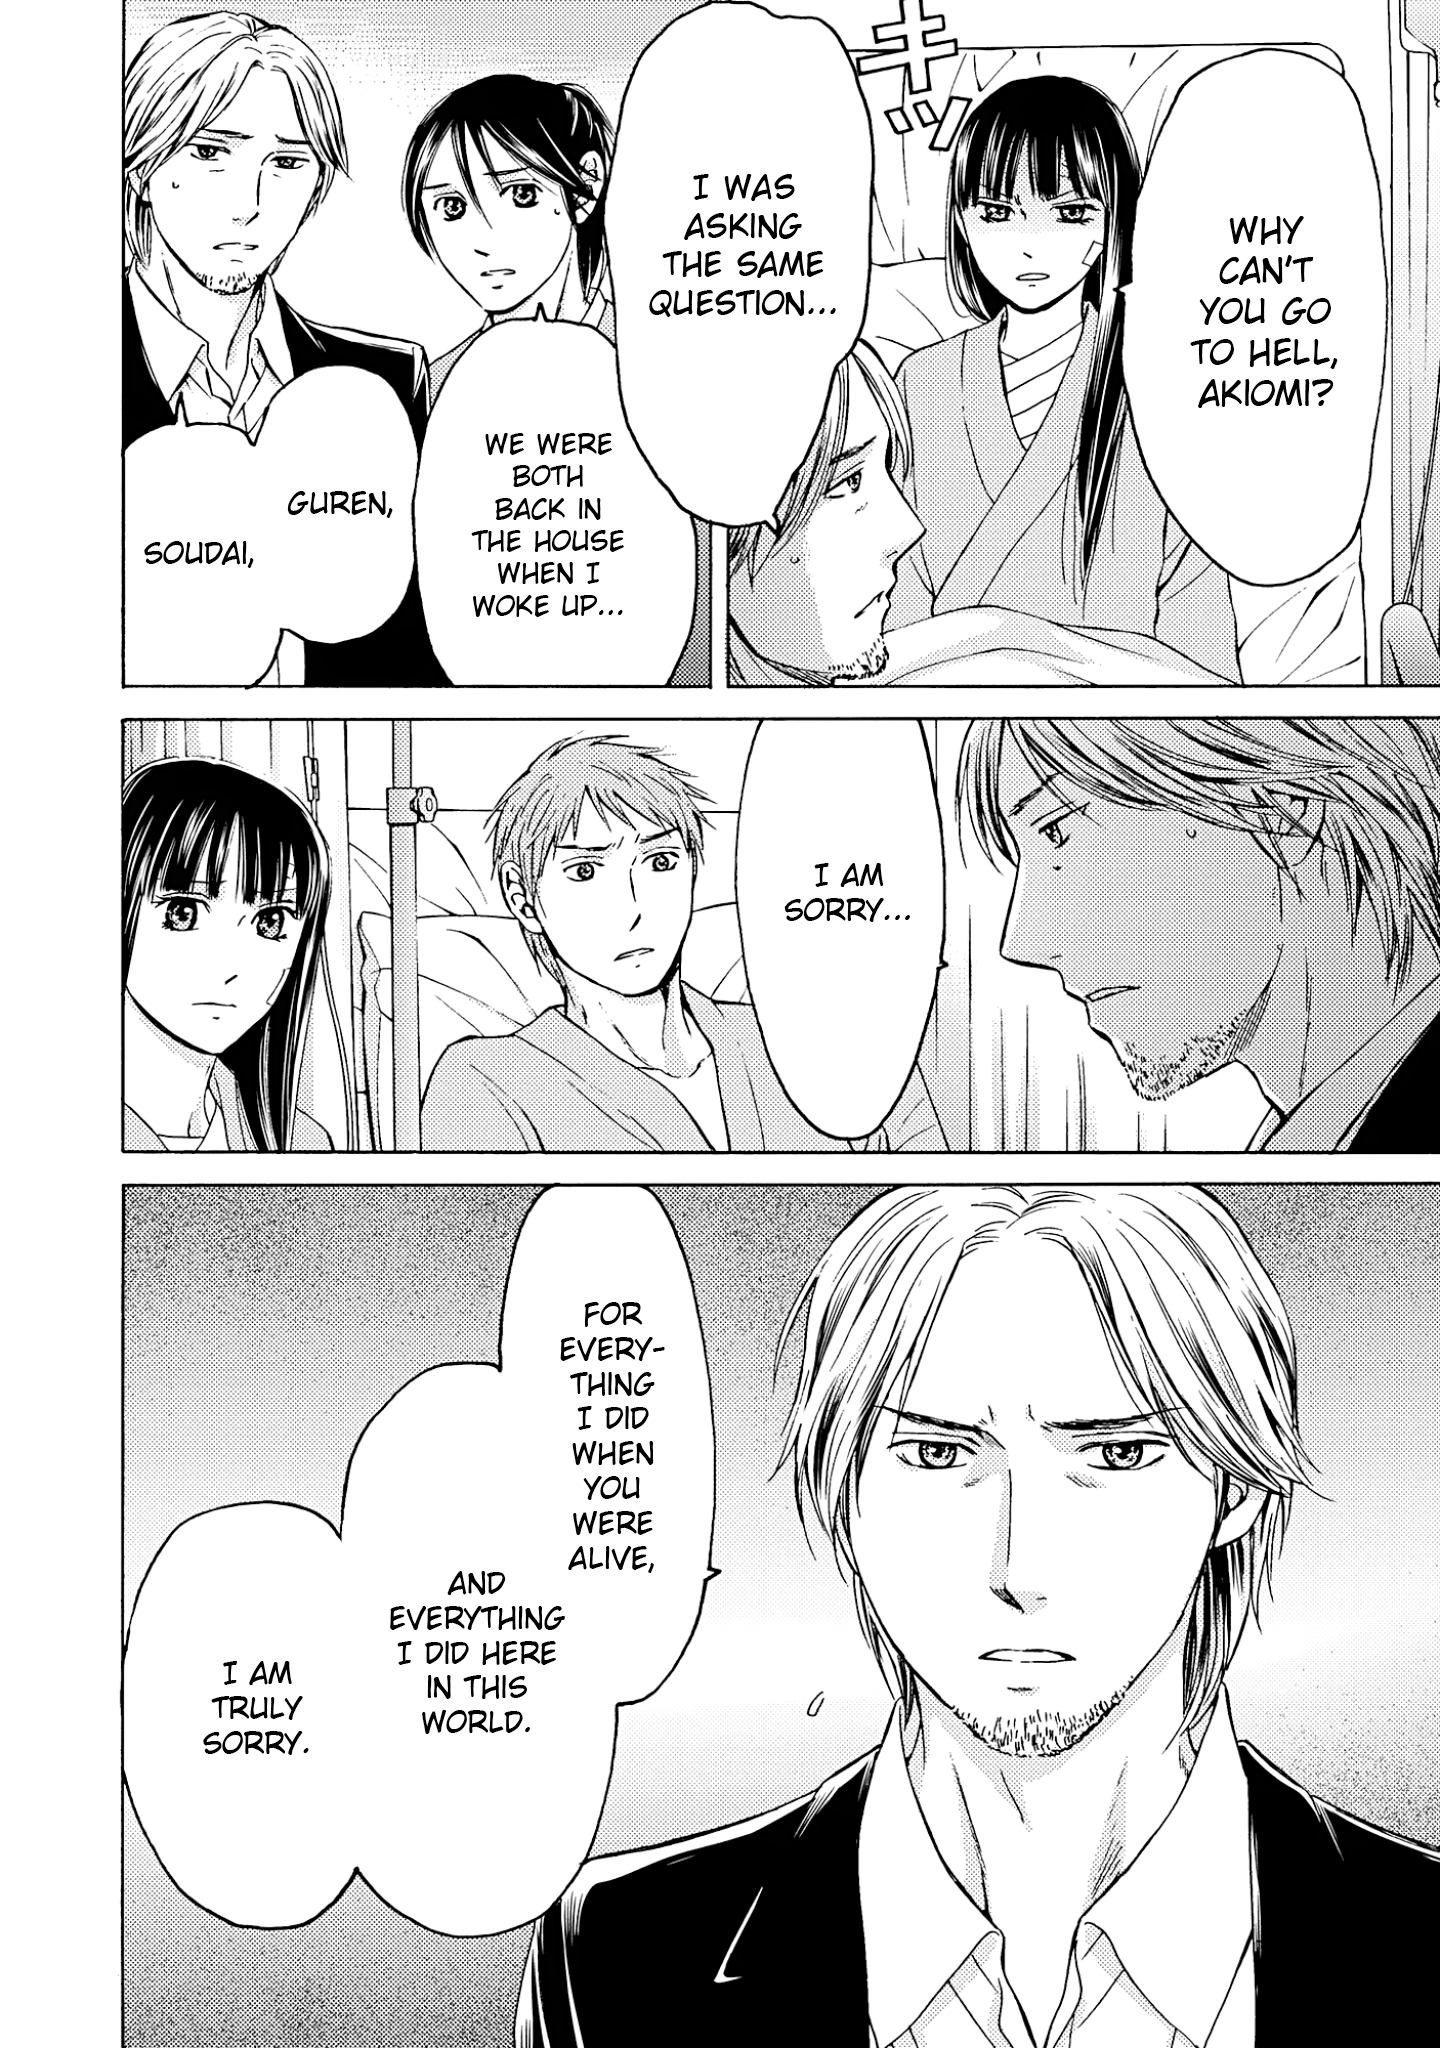 WHY
CAN'T
YOU GO
TO HELL,
AKIOMI?
キッ
I WAS
ASKING
THE SAME
QUESTION...
WE WERE
BOTH
BACK IN
THE HOUSE
WHEN I
WOKE UP...
GUREN,
SOUDAI,
I AM
SORRY...
FOR
EVERY-
THING
I DID
WHEN
YOU
WERE
ALIVE,
AND
EVERYTHING
I DID HERE
IN THIS
WORLD.
I AM
TRULY
SORRY.